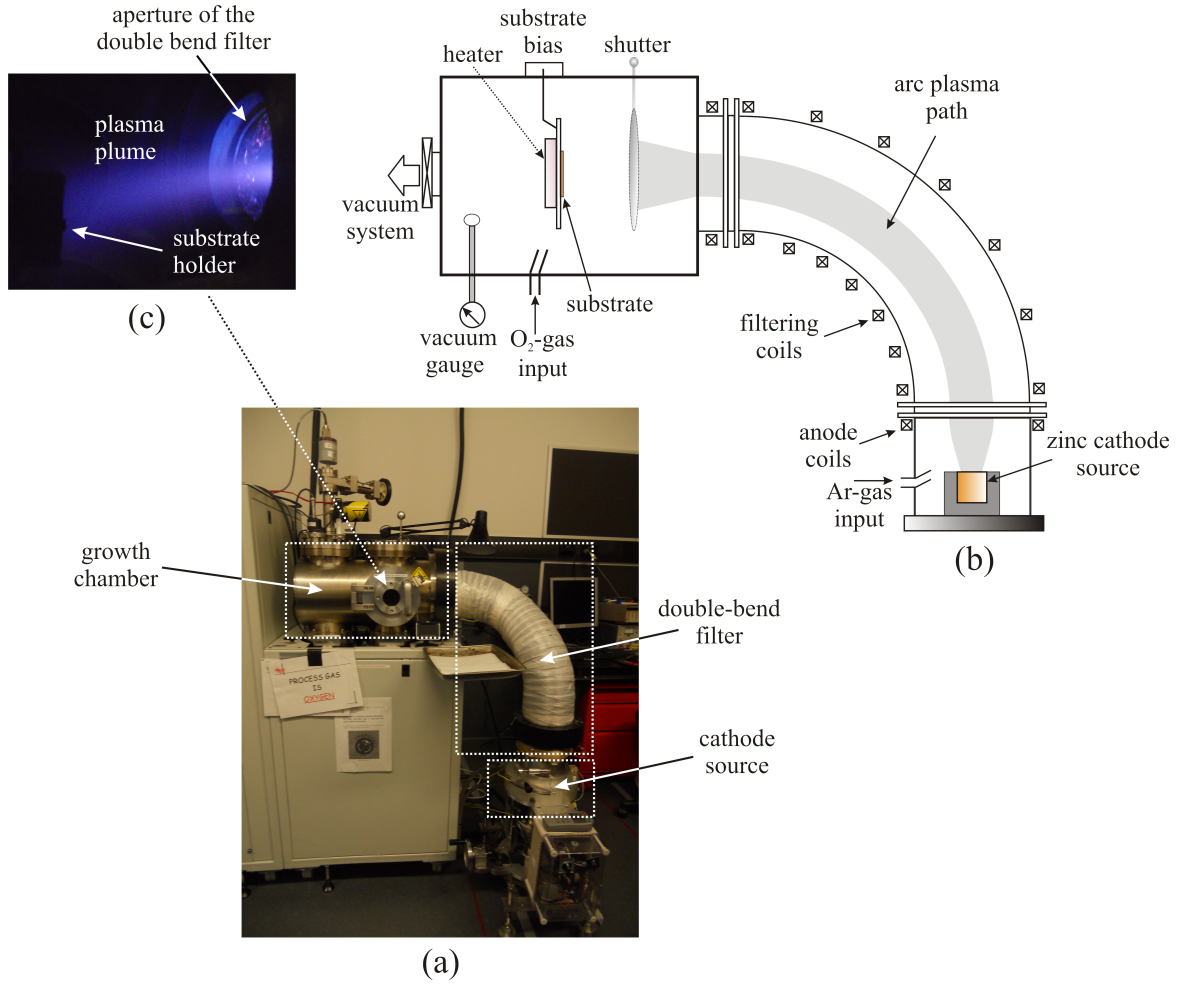 aperture of the
double bend filter
plasma
plume
substrate
holder
(c)
substrate
bias
heater
shutter
arc plasma
path
vacuum
system
substrate
vacuum
gauge
O2-gas
input
filtering
coils
anode
coils
zinc cathode
source
Ar-gas
input
(b)
growth
chamber
double-bend
filter
cathode
source
PROCESS GAS
IS
OXYGEN
(a)